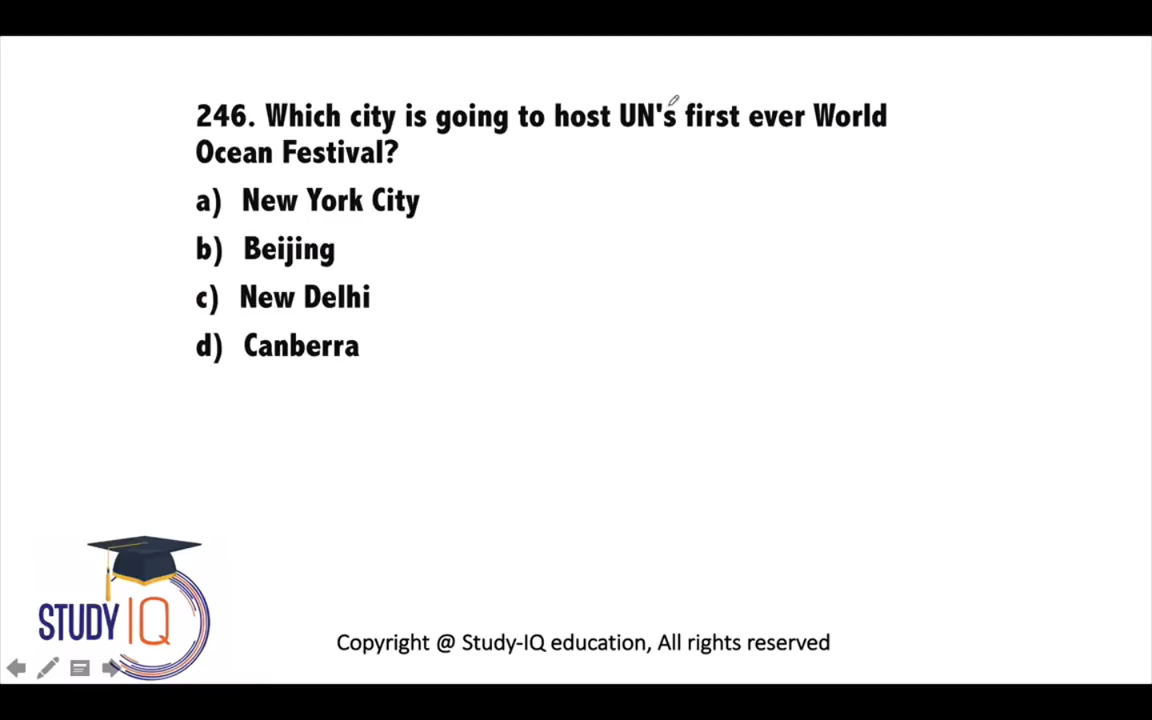 246. Which city is going to host UN's first ever World
Ocean Festival?
a) New York City
b) Beijing
c) New Delhi
d) Canberra
STUDY IQ
Copyright @ Study-IQ education, All rights reserved